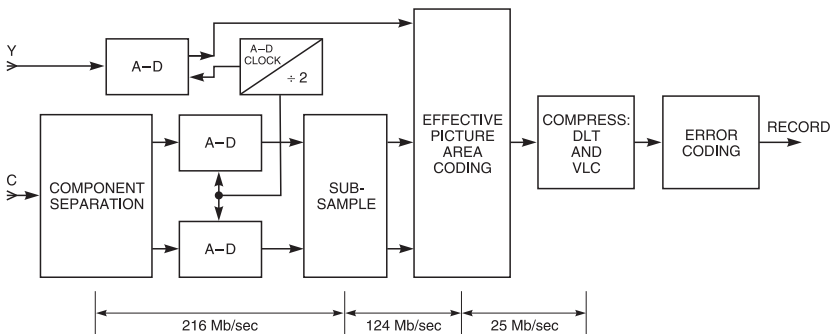 Y
A–D
A–D
CLOCK
÷ 2
C
COMPONENT
SEPARATION
A–D
A–D
SUB-
SAMPLE
EFFECTIVE
PICTURE
AREA
CODING
COMPRESS:
DLT
AND
VLC
ERROR
CODING
RECORD
216 Mb/sec
124 Mb/sec
25 Mb/sec